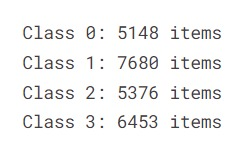 Class 0: 5148 items
Class 1: 7680 items
Class 2: 5376 items
Class 3: 6453 items